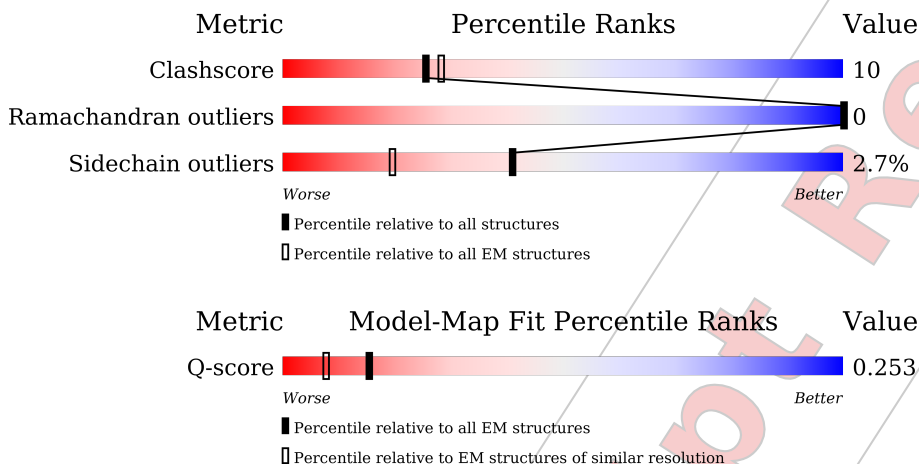 Metric Percentile Ranks Value
Clashscore 10
Ramachandran outliers 0
Sidechain outliers 2.7%
Worse Better
Percentile relative to all structures
Percentile relative to all EM structures
Metric Model-Map Fit Percentile Ranks Value
Q-score 0.253
Worse Better
Percentile relative to all EM structures
Percentile relative to EM structures of similar resolution